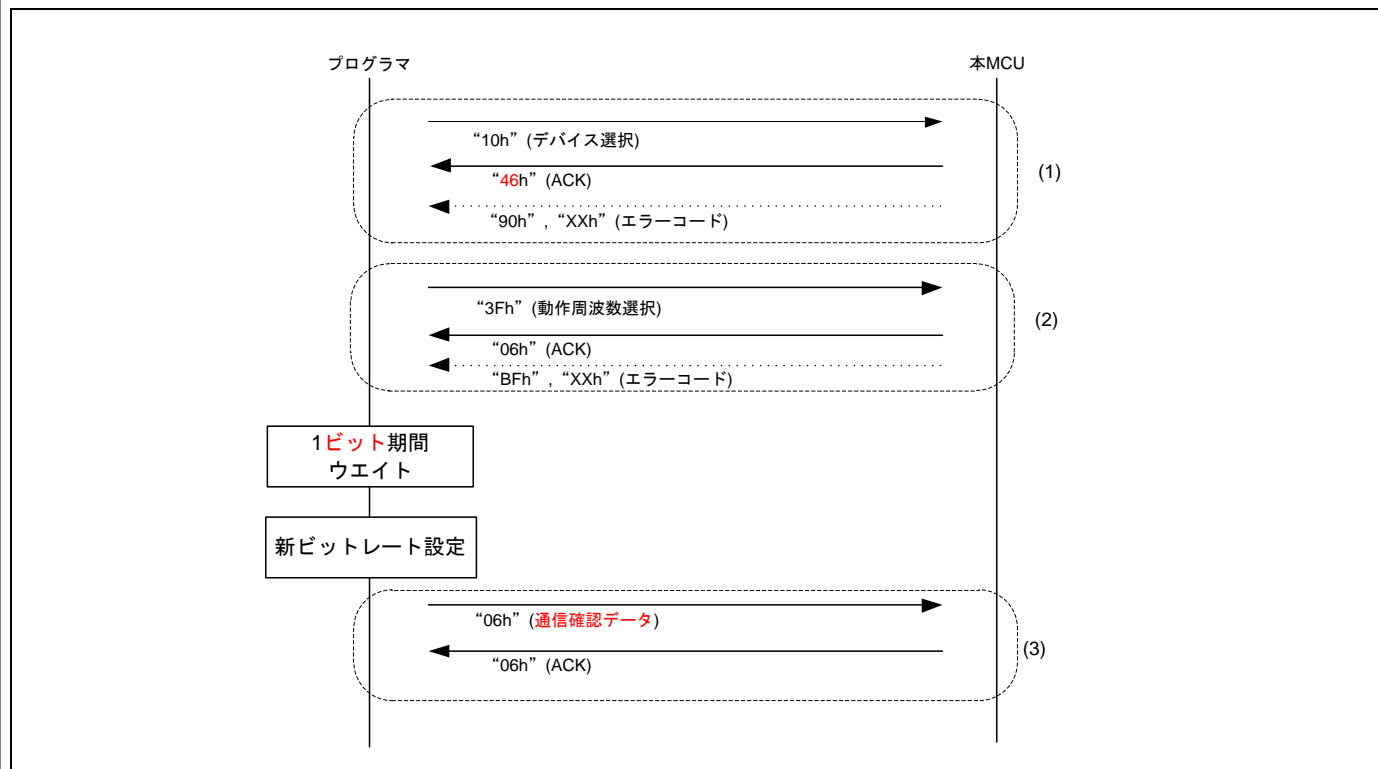 プログラマ
本MCU
“10h” (デバイス選択)
“46h” (ACK)
“90h” , “XXh” (エラーコード)
(1)
“3Fh” (動作周波数選択)
“06h” (ACK)
“BFh” , “XXh” (エラーコード)
(2)
1ビット期間
ウエイト
新ビットレート設定
“06h” (通信確認データ)
“06h” (ACK)
(3)